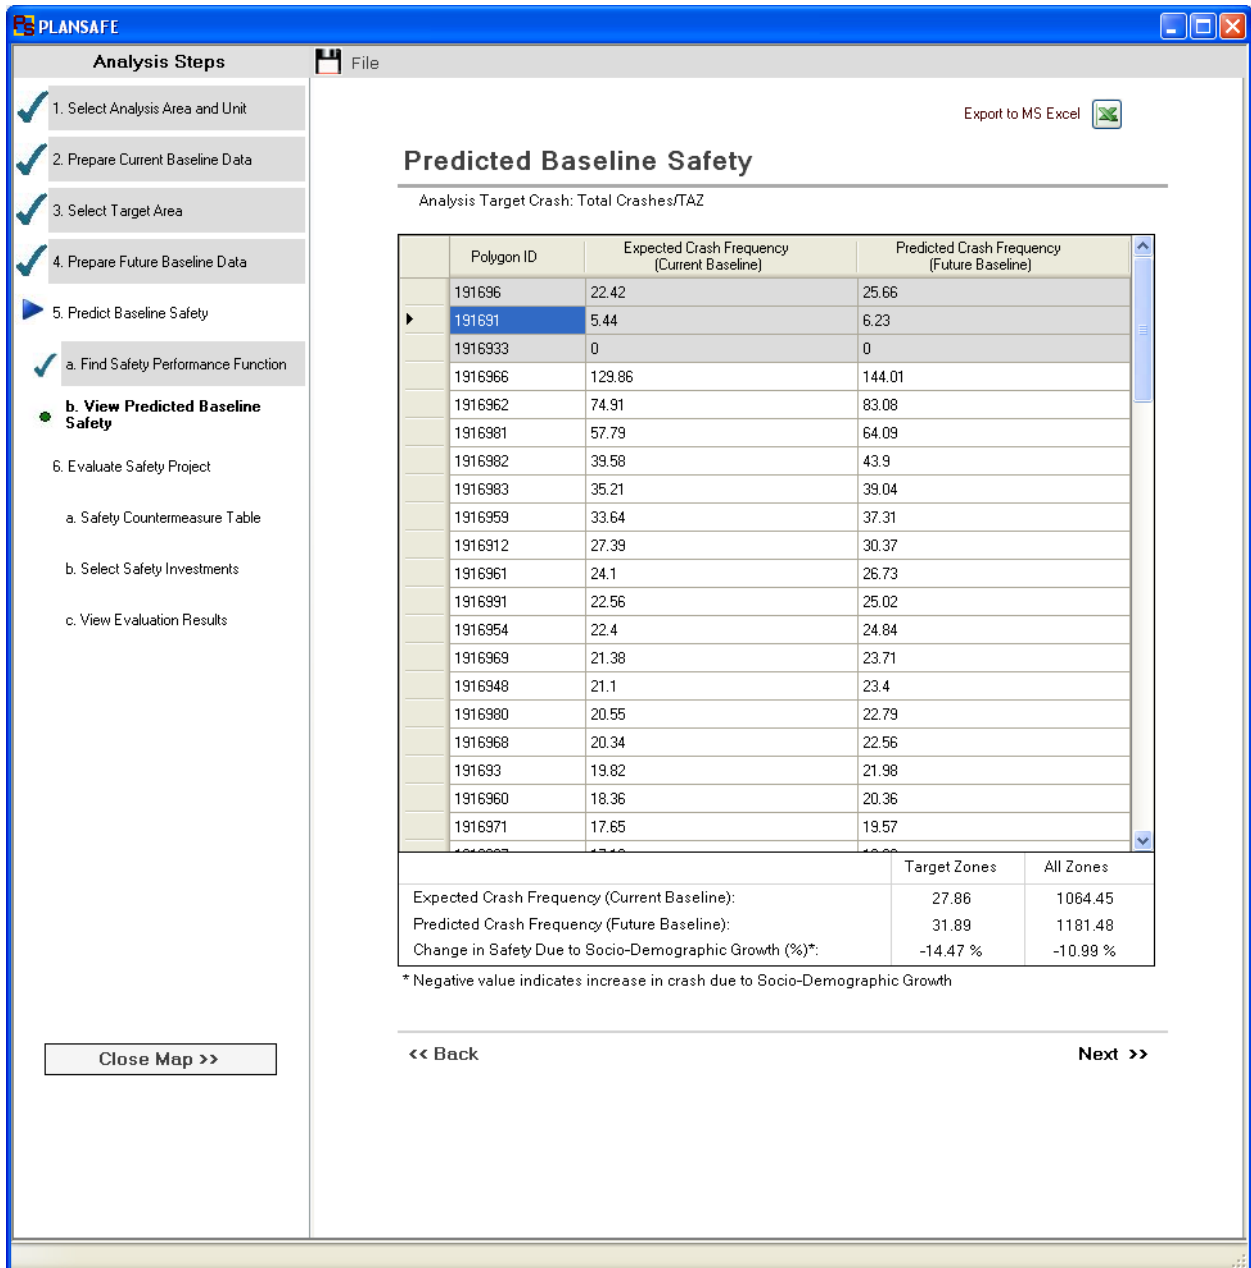 PS PLANSAFE
Analysis Steps
File
1. Select Analysis Area and Unit
2. Prepare Current Baseline Data
3. Select Target Area
4. Prepare Future Baseline Data
5. Predict Baseline Safety
a. Find Safety Performance Function
b. View Predicted Baseline
Safety
6. Evaluate Safety Project
a. Safety Countermeasure Table
b. Select Safety Investments
c. View Evaluation Results
Close Map >>
Export to MS Excel
Predicted Baseline Safety
Analysis Target Crash: Total Crashes/TAZ
Polygon ID Expected Crash Frequency (Current Baseline) Predicted Crash Frequency (Future Baseline)
191696 22.42 25.66
191691 5.44 6.23
1916933 0 0
1916966 129.86 144.01
1916962 74.91 83.08
1916981 57.79 64.09
1916982 39.58 43.9
1916983 35.21 39.04
1916959 33.64 37.31
1916912 27.39 30.37
1916961 24.1 26.73
1916991 22.56 25.02
1916954 22.4 24.84
1916969 21.38 23.71
1916948 21.1 23.4
1916980 20.55 22.79
1916968 20.34 22.56
191693 19.82 21.98
1916960 18.36 20.36
1916971 17.65 19.57
Target Zones All Zones
Expected Crash Frequency (Current Baseline): 27.86 1064.45
Predicted Crash Frequency (Future Baseline): 31.89 1181.48
Change in Safety Due to Socio-Demographic Growth (%)*: -14.47 % -10.99 %
* Negative value indicates increase in crash due to Socio-Demographic Growth
<< Back
Next >>